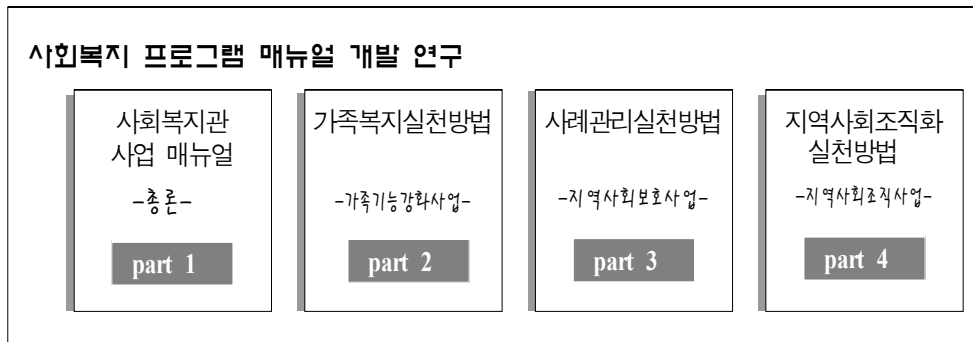 사회복지 프로그램 매뉴얼 개발 연구
사회복지관
사업 매뉴얼
-총론-
part 1
가족복지실천방법
-가족기능강화사업-
part 2
사례관리실천방법
-지역사회보호사업-
part 3
지역사회조직화
실천방법
-지역사회조직사업-
part 4